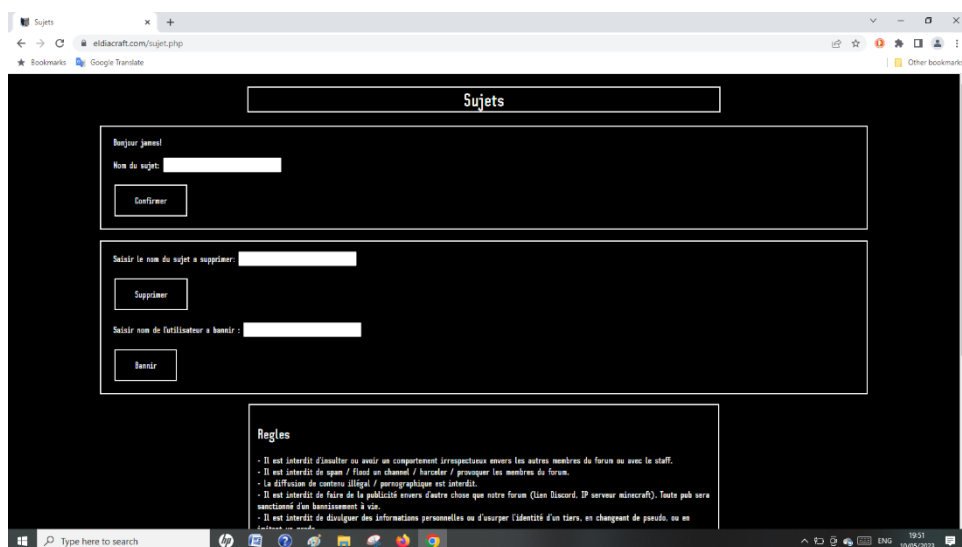 Sujets
eldiacraft.com/sujet.php
Bookmarks Google Translate Other bookmarks
Sujets
Bonjour james!
Nom du sujet:
Confirmer
Saisir le nom du sujet a supprimer:
Supprimer
Saisir nom de l'utilisateur a bannir :
Bannir
Regles
- Il est interdit d'insulter ou avoir un comportement irrespectueux envers les autres membres du forum ou avec le staff.
- Il est interdit de spam / flood un channel / harceler / provoquer les membres du forum.
- La diffusion de contenu illégal / pornographique est interdit.
- Il est interdit de faire de la publicité envers d'autre chose que notre forum (lien Discord, IP serveur minecraft). Toute pub sera
sanctionné d'un bannissement à vie.
- Il est interdit de divulguer des informations personnelles ou d'usurper l'identité d'un tiers, en changeant de pseudo, ou en
Type here to search
ENG
19:51
10/05/2023